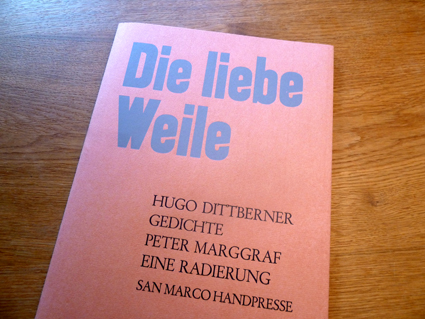 Die liebe
Weile
HUGO DITTBERNER
GEDICHTE
PETER MARGGRAF
EINE RADIERUNG
SAN MARCO HANDPRESSE